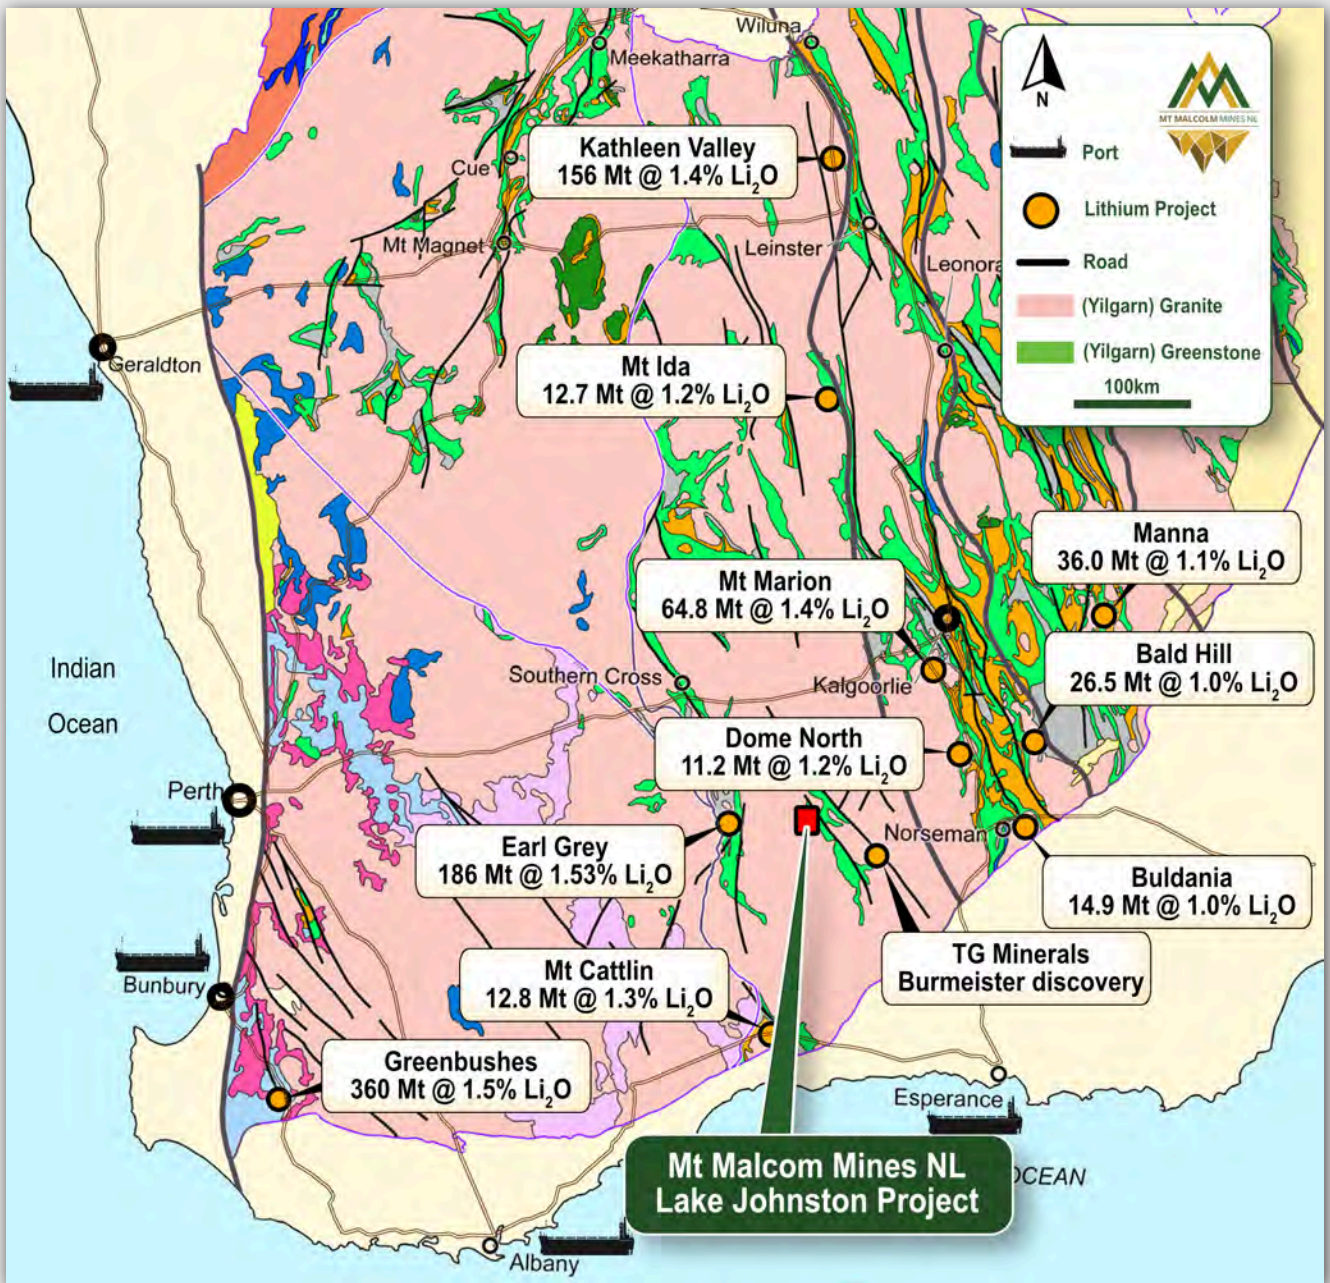 Wiluna
Meekatharra
N
MT MALCOLM MINES NL
Port
Lithium Project
Road
(Yilgarn) Granite
(Yilgarn) Greenstone
100km
Kathleen Valley
156 Mt @ 1.4% Li₂O
Cue
Mt Magnet
Leinster
Leonora
Geraldton
Mt Ida
12.7 Mt @ 1.2% Li₂O
Manna
36.0 Mt @ 1.1% Li₂O
Mt Marion
64.8 Mt @ 1.4% Li₂O
Indian
Ocean
Southern Cross
Kalgoorlie
Bald Hill
26.5 Mt @ 1.0% Li₂O
Dome North
11.2 Mt @ 1.2% Li₂O
Perth
Earl Grey
186 Mt @ 1.53% Li₂O
Norseman
Buldania
14.9 Mt @ 1.0% Li₂O
TG Minerals
Burmeister discovery
Bunbury
Mt Cattlin
12.8 Mt @ 1.3% Li₂O
Greenbushes
360 Mt @ 1.5% Li₂O
Esperance
Mt Malcom Mines NL
Lake Johnston Project
OCEAN
Albany